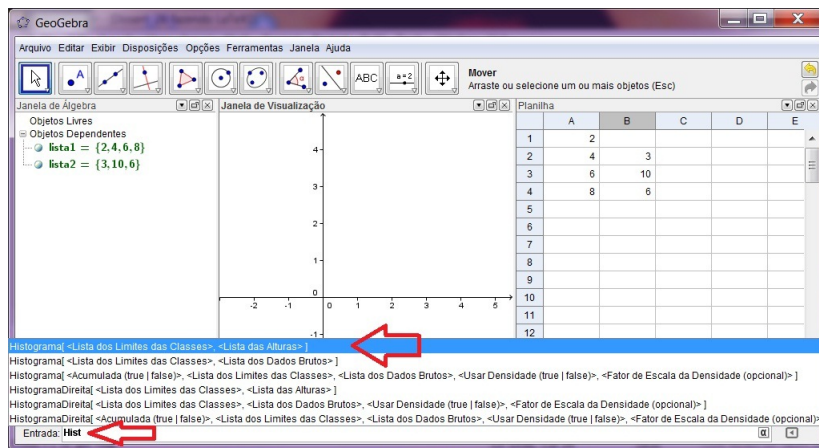 GeoGebra
Arquivo Editar Exibir Disposições Opções Ferramentas Janela Ajuda
ABC
a=2
Mover
Arraste ou selecione um ou mais objetos (Esc)
Janela de Álgebra
Janela de Visualização
Planilha
Objetos Livres
Objetos Dependentes
lista1 = {2,4,6,8}
lista2 = {3,10,6}
4
3
2
1
0
-1
-2 -1 0 1 2 3 4 5
A B C D E
1 2
2 4 3
3 6 10
4 8 6
5
6
7
8
9
10
11
12
Histograma[ <Lista dos Limites das Classes>, <Lista das Alturas> ]
Histograma[ <Lista dos Limites das Classes>, <Lista dos Dados Brutos> ]
Histograma[ <Acumulada (true | false)>, <Lista dos Limites das Classes>, <Lista dos Dados Brutos>, <Usar Densidade (true | false)>, <Fator de Escala da Densidade (opcional)> ]
HistogramaDireita[ <Lista dos Limites das Classes>, <Lista das Alturas> ]
HistogramaDireita[ <Lista dos Limites das Classes>, <Lista dos Dados Brutos>, <Usar Densidade (true | false)>, <Fator de Escala da Densidade (opcional)> ]
HistogramaDireita[ <Acumulada (true | false)>, <Lista dos Limites das Classes>, <Lista dos Dados Brutos>, <Usar Densidade (true | false)>, <Fator de Escala da Densidade (opcional)>
Entrada: Hist
α